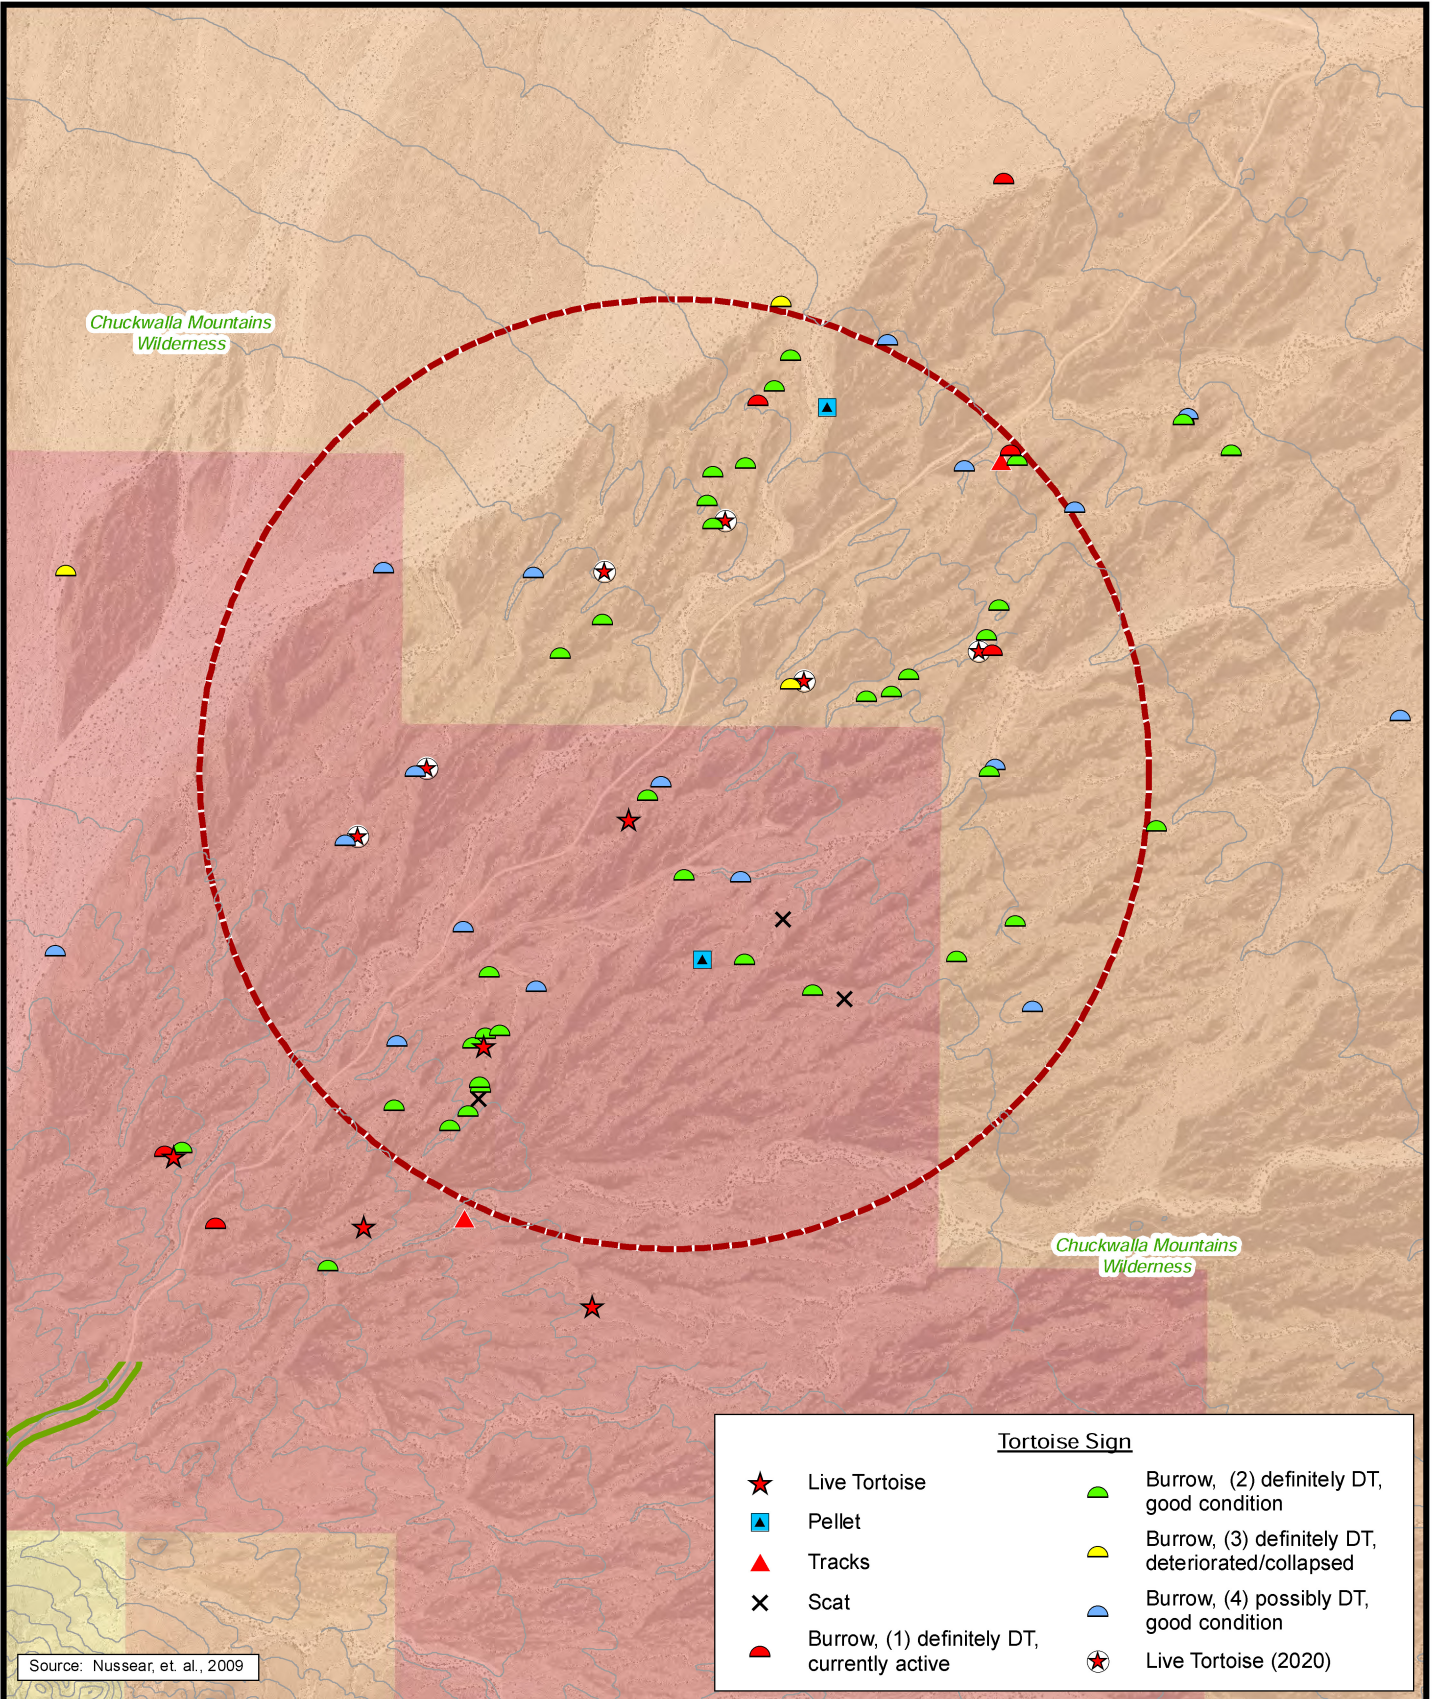 Chuckwalla Mountains
Wilderness
Chuckwalla Mountains
Wilderness
Tortoise Sign
Live Tortoise
Pellet
Tracks
Scat
Burrow, (1) definitely DT,
currently active
Burrow, (2) definitely DT,
good condition
Burrow, (3) definitely DT,
deteriorated/collapsed
Burrow, (4) possibly DT,
good condition
Live Tortoise (2020)
Source: Nussear, et. al., 2009